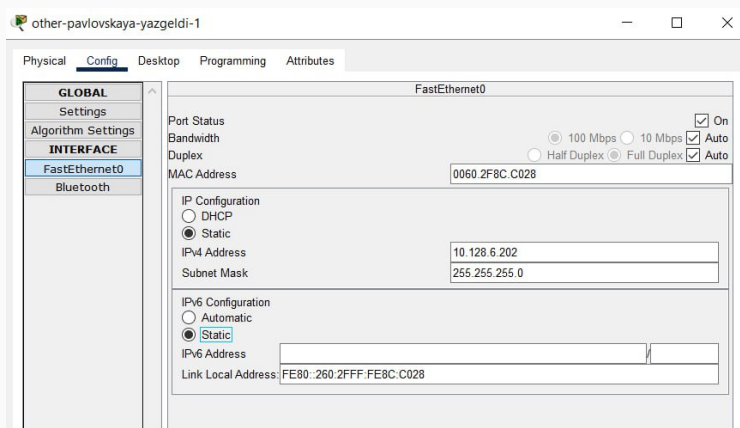 other-pavlovskaya-yazgeldi-1
Physical Config Desktop Programming Attributes
GLOBAL
Settings
Algorithm Settings
INTERFACE
FastEthernet0
Bluetooth
FastEthernet0
Port Status On
Bandwidth 100 Mbps 10 Mbps Auto
Duplex Half Duplex Full Duplex Auto
MAC Address 0060.2F8C.C028
IP Configuration
DHCP
Static
IPv4 Address 10.128.6.202
Subnet Mask 255.255.255.0
IPv6 Configuration
Automatic
Static
IPv6 Address /
Link Local Address: FE80::260:2FFF:FE8C:C028